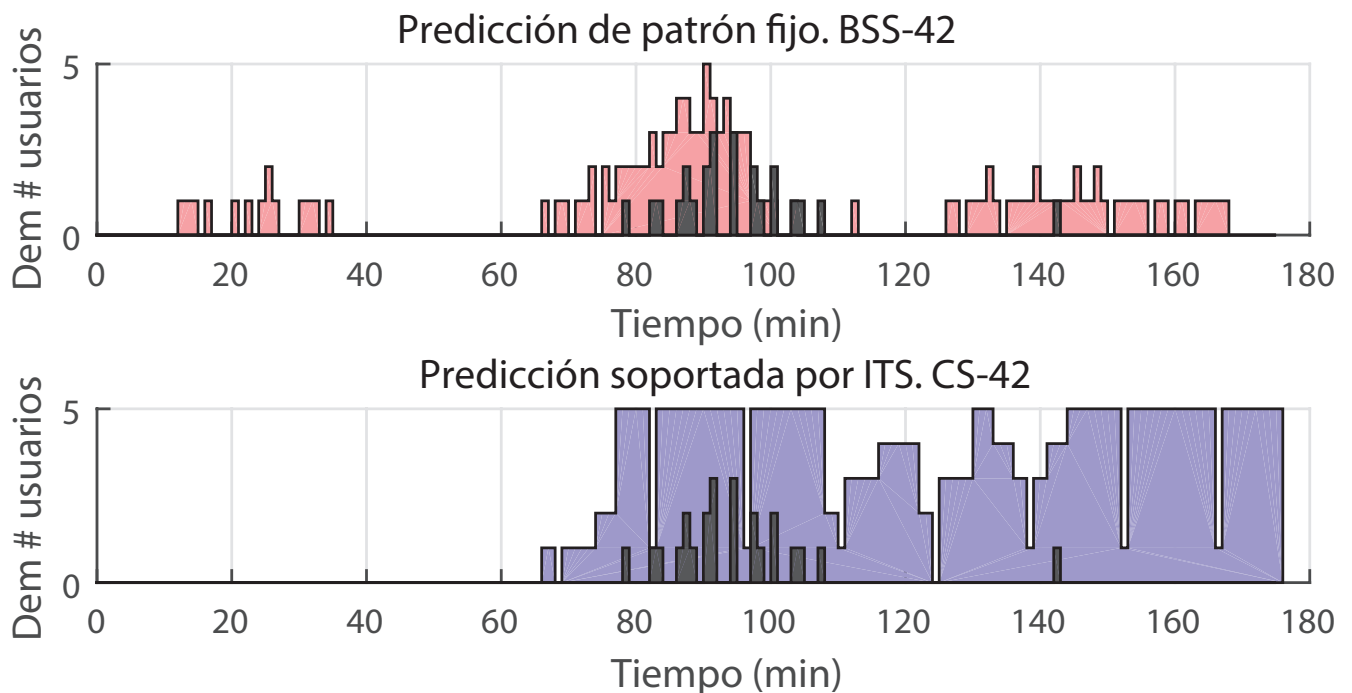 Predicción de patrón fijo. BSS-42
Dem # usuarios
5
0
0 20 40 60 80 100 120 140 160 180
Tiempo (min)
Predicción soportada por ITS. CS-42
Dem # usuarios
5
0
0 20 40 60 80 100 120 140 160 180
Tiempo (min)